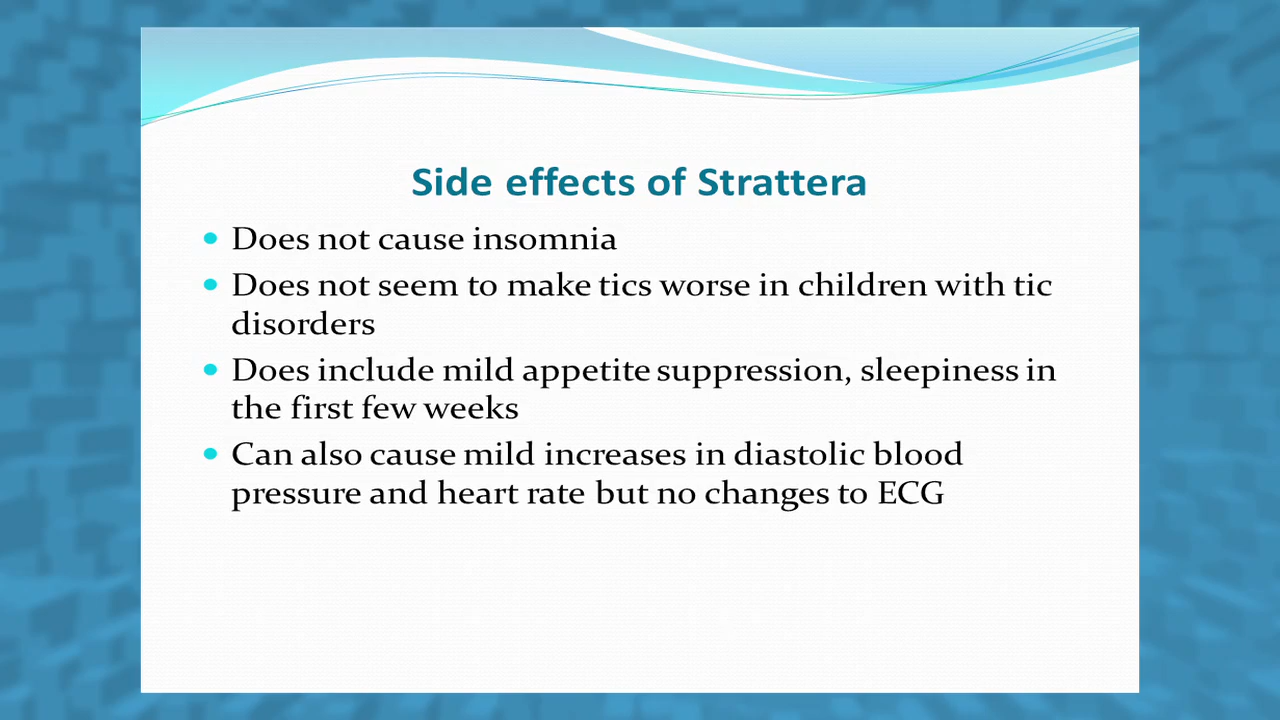 Side effects of Strattera
• Does not cause insomnia
• Does not seem to make tics worse in children with tic
disorders
• Does include mild appetite suppression, sleepiness in
the first few weeks
• Can also cause mild increases in diastolic blood
pressure and heart rate but no changes to ECG